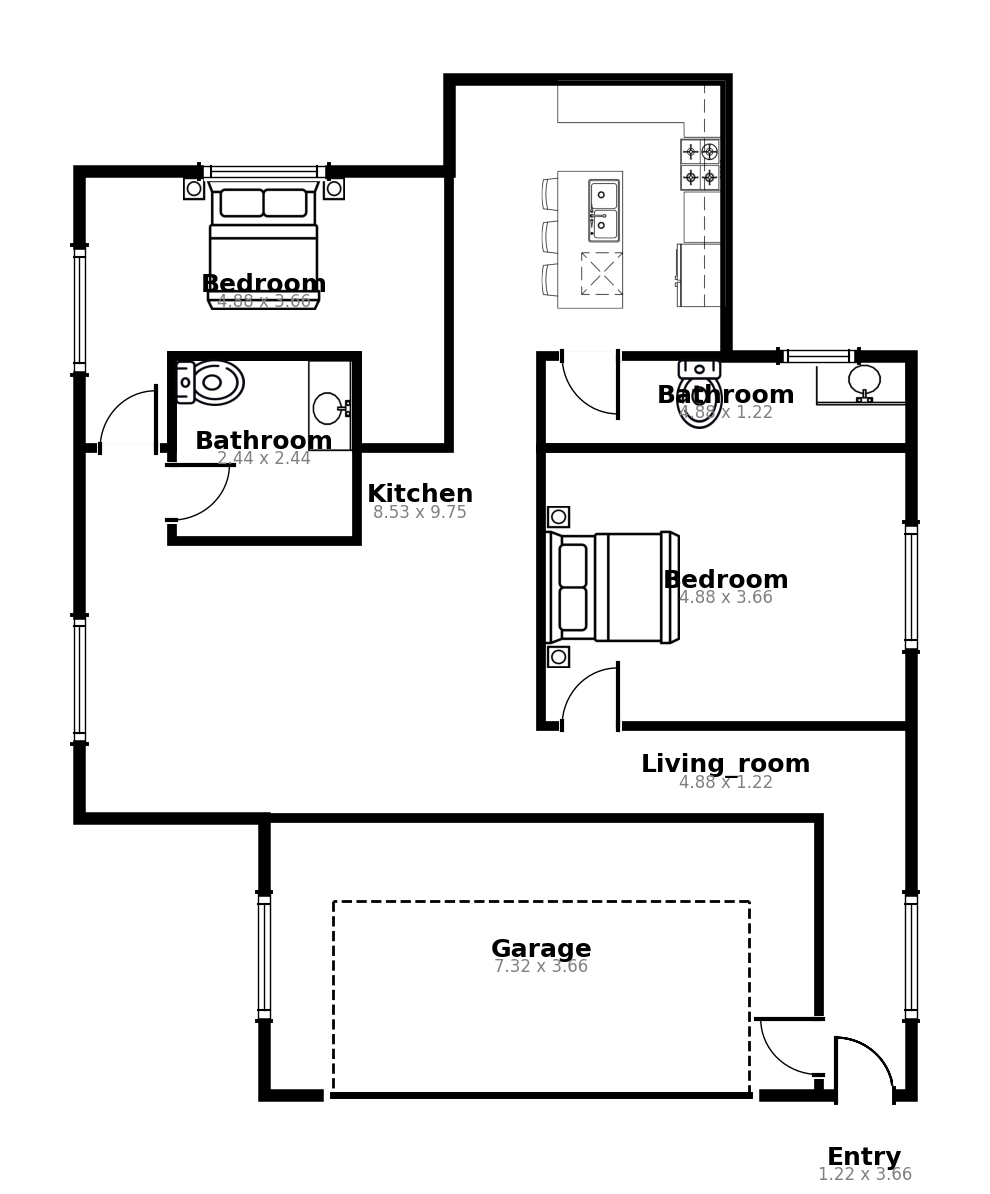 Bedroom
4.88 x 3.66
Bathroom
4.88 x 1.22
Bathroom
2.44 x 2.44
Kitchen
8.53 x 9.75
Bedroom
4.88 x 3.66
Living_room
4.88 x 1.22
Garage
7.32 x 3.66
Entry
1.22 x 3.66